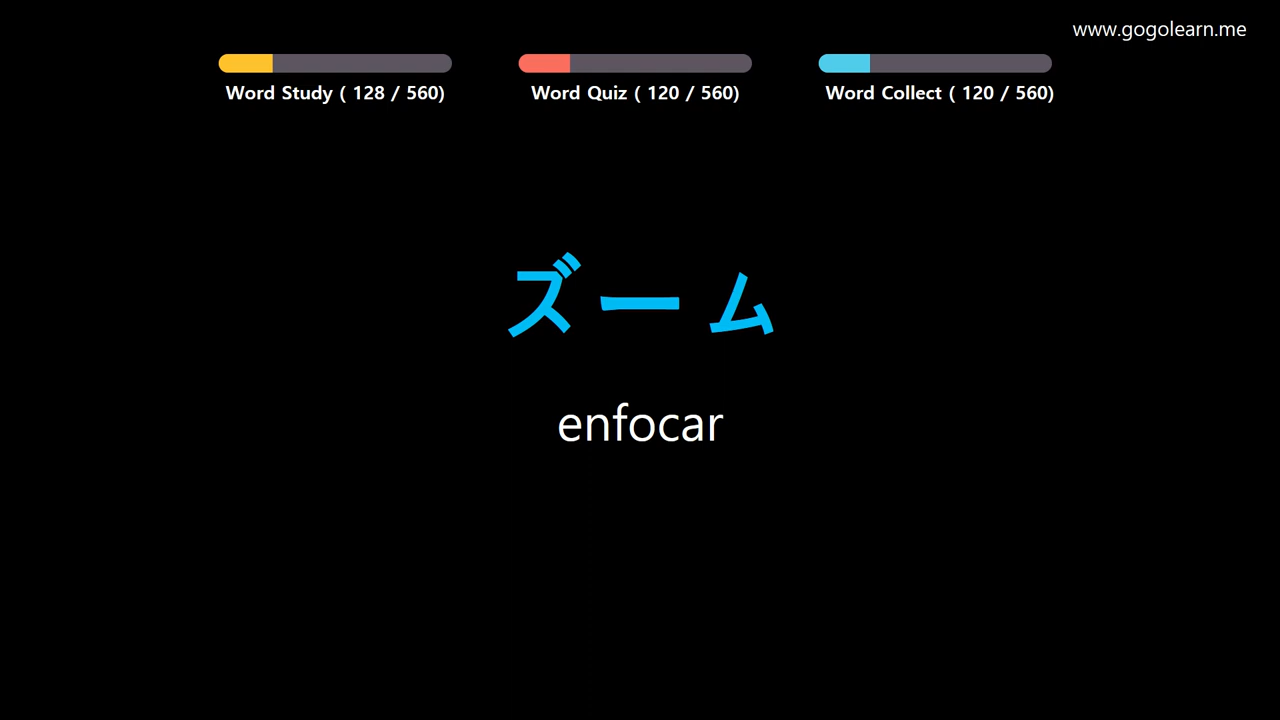 www.gogolearn.me
Word Study ( 128 / 560)
Word Quiz ( 120 / 560)
Word Collect ( 120 / 560)
ズーム
enfocar